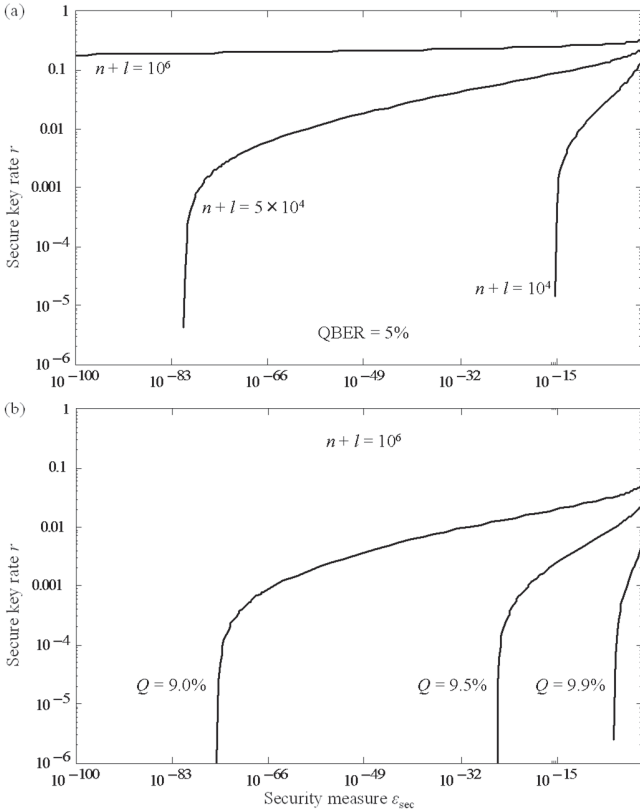 (a)
1
0.1
0.01
0.001
10⁻⁴
10⁻⁵
10⁻⁶
Secure key rate r
n + l = 10⁶
n + l = 5 × 10⁴
n + l = 10⁴
QBER = 5%
10⁻¹⁰⁰ 10⁻⁸³ 10⁻⁶⁶ 10⁻⁴⁹ 10⁻³² 10⁻¹⁵
(b)
1
0.1
0.01
0.001
10⁻⁴
10⁻⁵
10⁻⁶
Secure key rate r
n + l = 10⁶
Q = 9.0% Q = 9.5% Q = 9.9%
10⁻¹⁰⁰ 10⁻⁸³ 10⁻⁶⁶ 10⁻⁴⁹ 10⁻³² 10⁻¹⁵
Security measure εsec